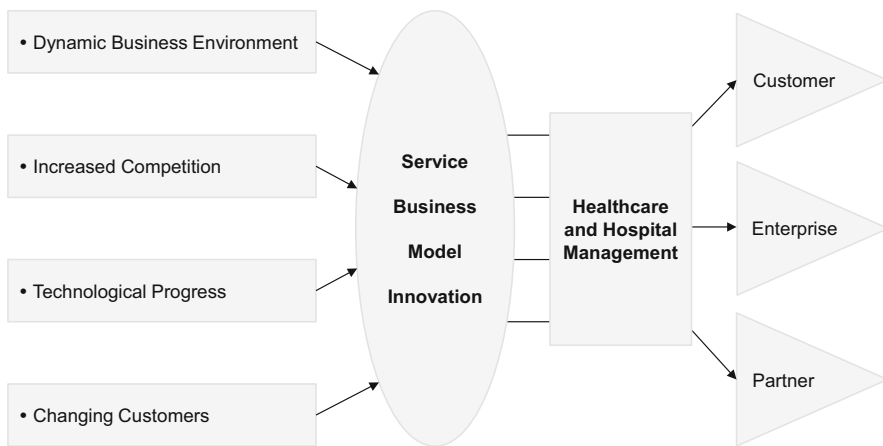 • Dynamic Business Environment
• Increased Competition
• Technological Progress
• Changing Customers
Service
Business
Model
Innovation
Healthcare
and Hospital
Management
Customer
Enterprise
Partner